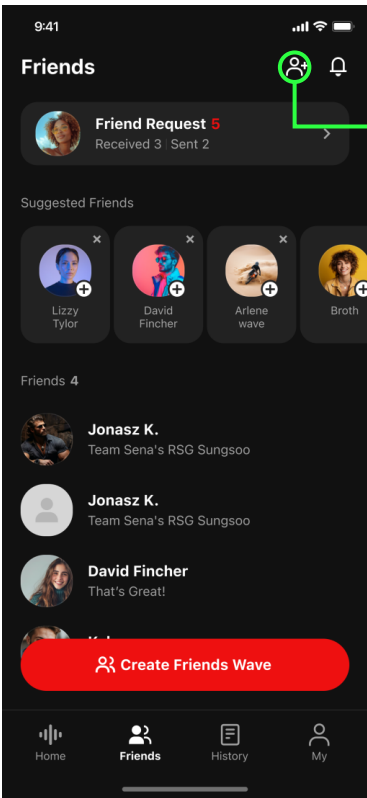 9:41
Friends
Friend Request 5
Received 3 | Sent 2
Suggested Friends
Lizzy
Tylor
David
Fincher
Arlene
wave
Broth
Friends 4
Jonasz K.
Team Sena's RSG Sungsoo
Jonasz K.
Team Sena's RSG Sungsoo
David Fincher
That's Great!
Create Friends Wave
Home
Friends
History
My